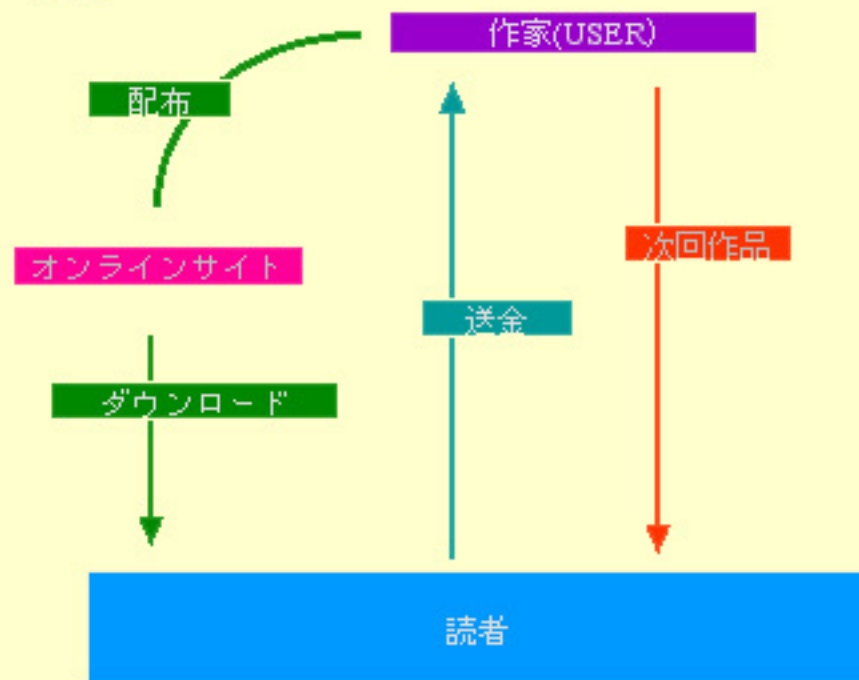 作家(USER)
配布
次回作品
オンラインサイト
送金
ダウンロード
読者